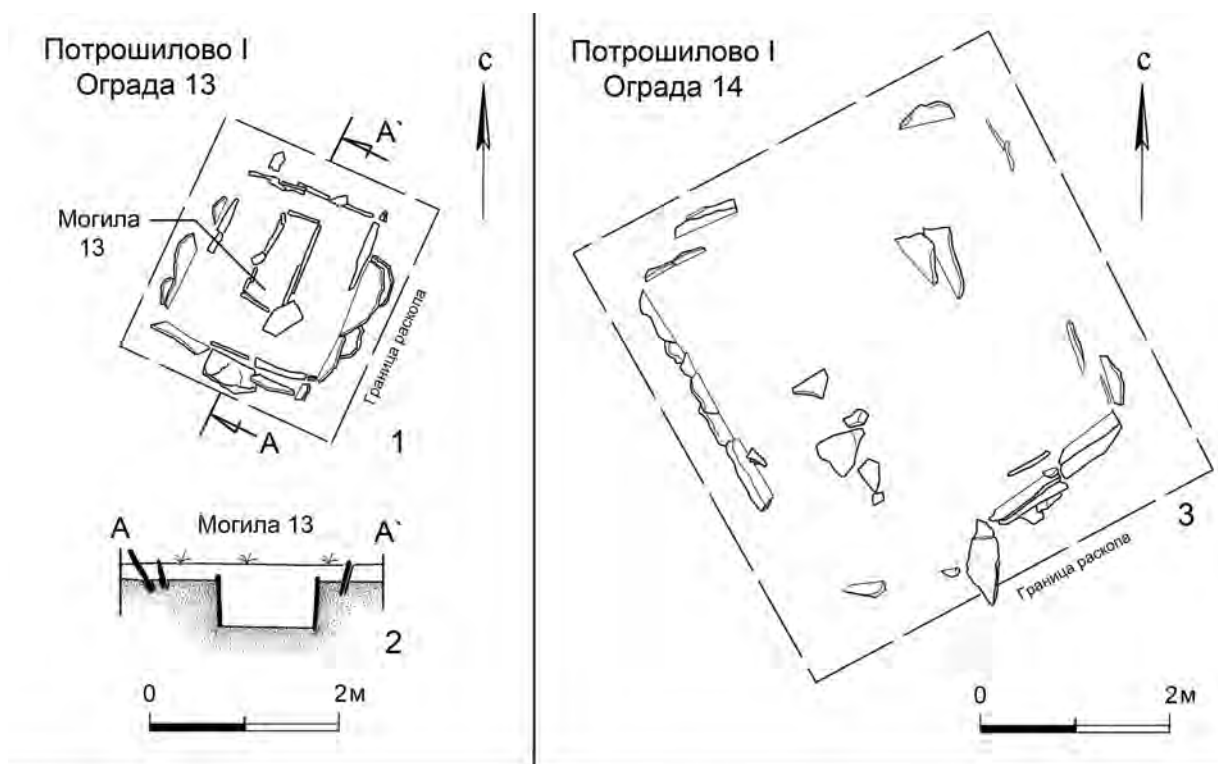 Потрошилово I
Ограда 13
С
А`
Могила
13
Граница раскопа
А
1
А
Могила 13
А`
2
0
2м
Потрошилово I
Ограда 14
С
3
Граница раскопа
0
2м